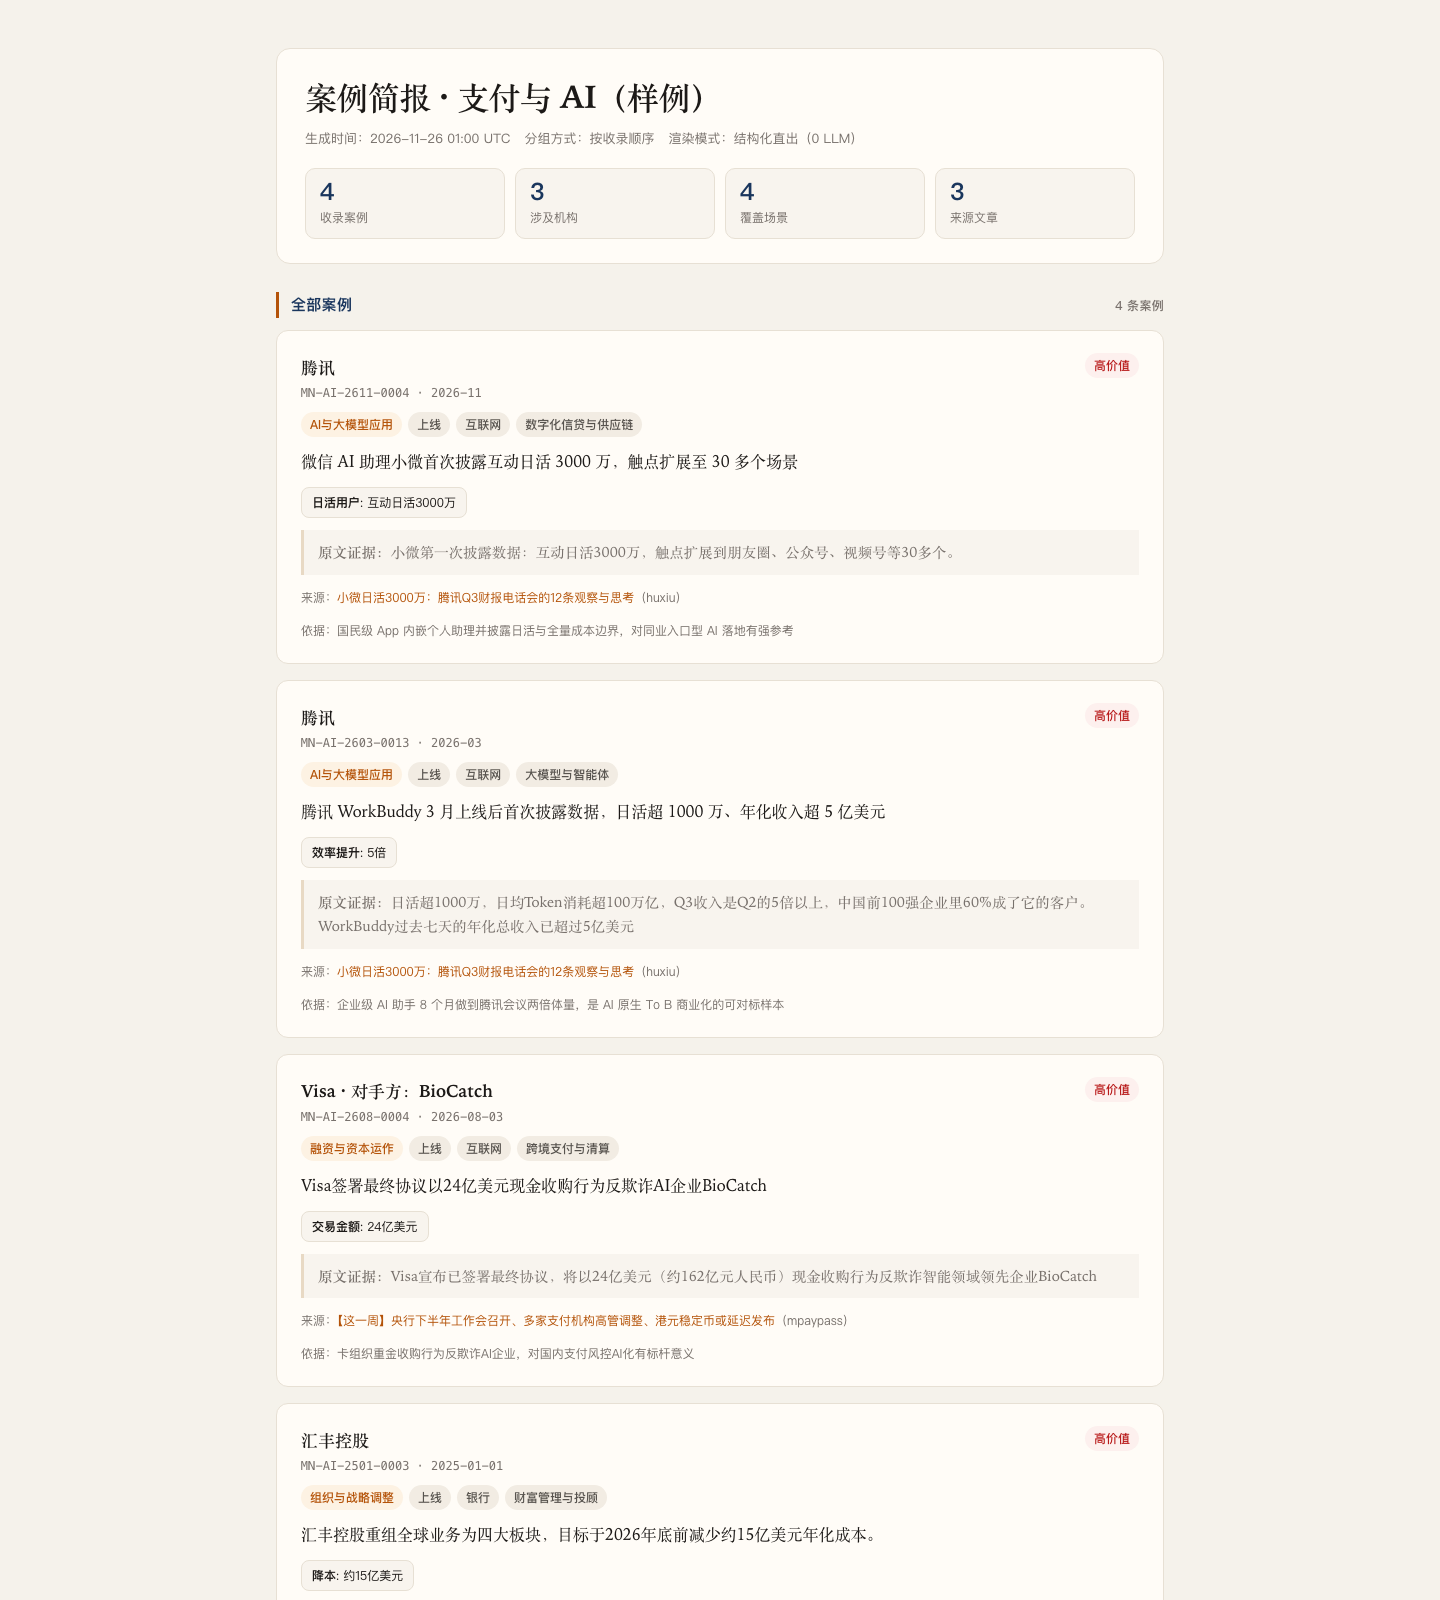 案例简报 · 支付与 AI（样例）
生成时间：2026-11-26 01:00 UTC 分组方式：按收录顺序 渲染模式：结构化直出（0 LLM）
4
收录案例
3
涉及机构
4
覆盖场景
3
来源文章
全部案例
4 条案例
腾讯
高价值
MN-AI-2611-0004 · 2026-11
AI与大模型应用 上线 互联网 数字化信贷与供应链
微信 AI 助理小微首次披露互动日活 3000 万，触点扩展至 30 多个场景
日活用户: 互动日活3000万
原文证据：小微第一次披露数据：互动日活3000万，触点扩展到朋友圈、公众号、视频号等30多个。
来源：小微日活3000万：腾讯Q3财报电话会的12条观察与思考（huxiu）
依据：国民级 App 内嵌个人助理并披露日活与全量成本边界，对同业入口型 AI 落地有强参考
腾讯
高价值
MN-AI-2603-0013 · 2026-03
AI与大模型应用 上线 互联网 大模型与智能体
腾讯 WorkBuddy 3 月上线后首次披露数据，日活超 1000 万、年化收入超 5 亿美元
效率提升: 5倍
原文证据：日活超1000万，日均Token消耗超100万亿，Q3收入是Q2的5倍以上，中国前100强企业里60%成了它的客户。
WorkBuddy过去七天的年化总收入已超过5亿美元
来源：小微日活3000万：腾讯Q3财报电话会的12条观察与思考（huxiu）
依据：企业级 AI 助手 8 个月做到腾讯会议两倍体量，是 AI 原生 To B 商业化的可对标样本
Visa · 对手方：BioCatch
高价值
MN-AI-2608-0004 · 2026-08-03
融资与资本运作 上线 互联网 跨境支付与清算
Visa签署最终协议以24亿美元现金收购行为反欺诈AI企业BioCatch
交易金额: 24亿美元
原文证据：Visa宣布已签署最终协议，将以24亿美元（约162亿元人民币）现金收购行为反欺诈智能领域领先企业BioCatch
来源：【这一周】央行下半年工作会召开、多家支付机构高管调整、港元稳定币或延迟发布（mpaypass）
依据：卡组织重金收购行为反欺诈AI企业，对国内支付风控AI化有标杆意义
汇丰控股
高价值
MN-AI-2501-0003 · 2025-01-01
组织与战略调整 上线 银行 财富管理与投顾
汇丰控股重组全球业务为四大板块，目标于2026年底前减少约15亿美元年化成本。
降本: 约15亿美元